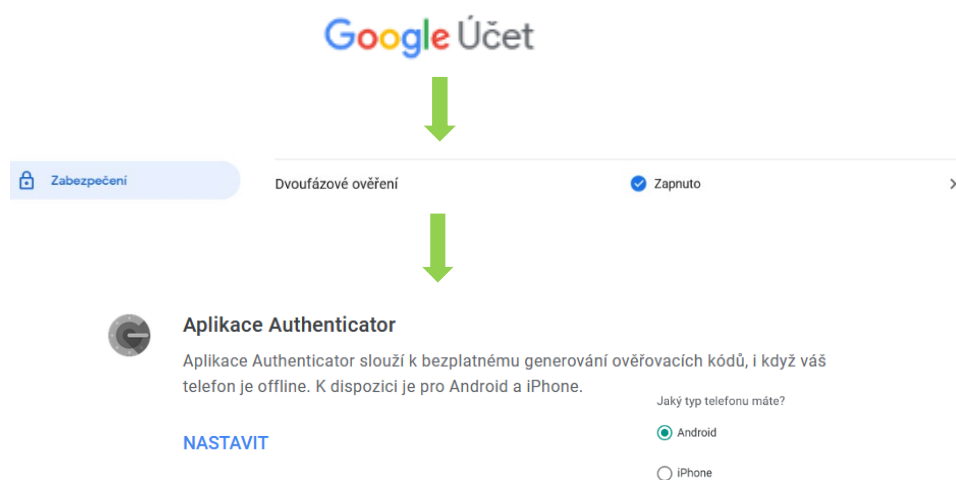 Google Účet
Zabezpečení
Dvoufázové ověření
Zapnuto
Aplikace Authenticator
Aplikace Authenticator slouží k bezplatnému generování ověřovacích kódů, i když váš
telefon je offline. K dispozici je pro Android a iPhone.
Jaký typ telefonu máte?
Android
NASTAVIT
iPhone